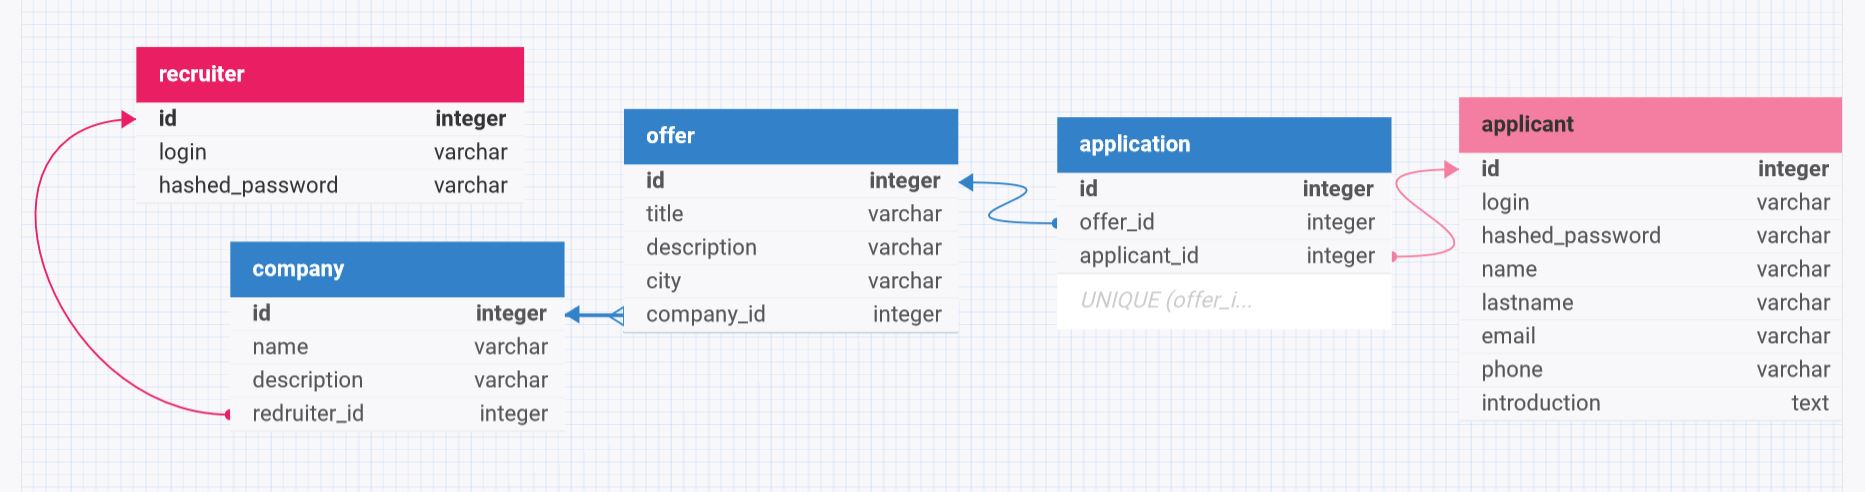 recruiter
id integer
login varchar
hashed_password varchar
company
id integer
name varchar
description varchar
redruiter_id integer
offer
id integer
title varchar
description varchar
city varchar
company_id integer
application
id integer
offer_id integer
applicant_id integer
UNIQUE (offer_i...
applicant
id integer
login varchar
hashed_password varchar
name varchar
lastname varchar
email varchar
phone varchar
introduction text